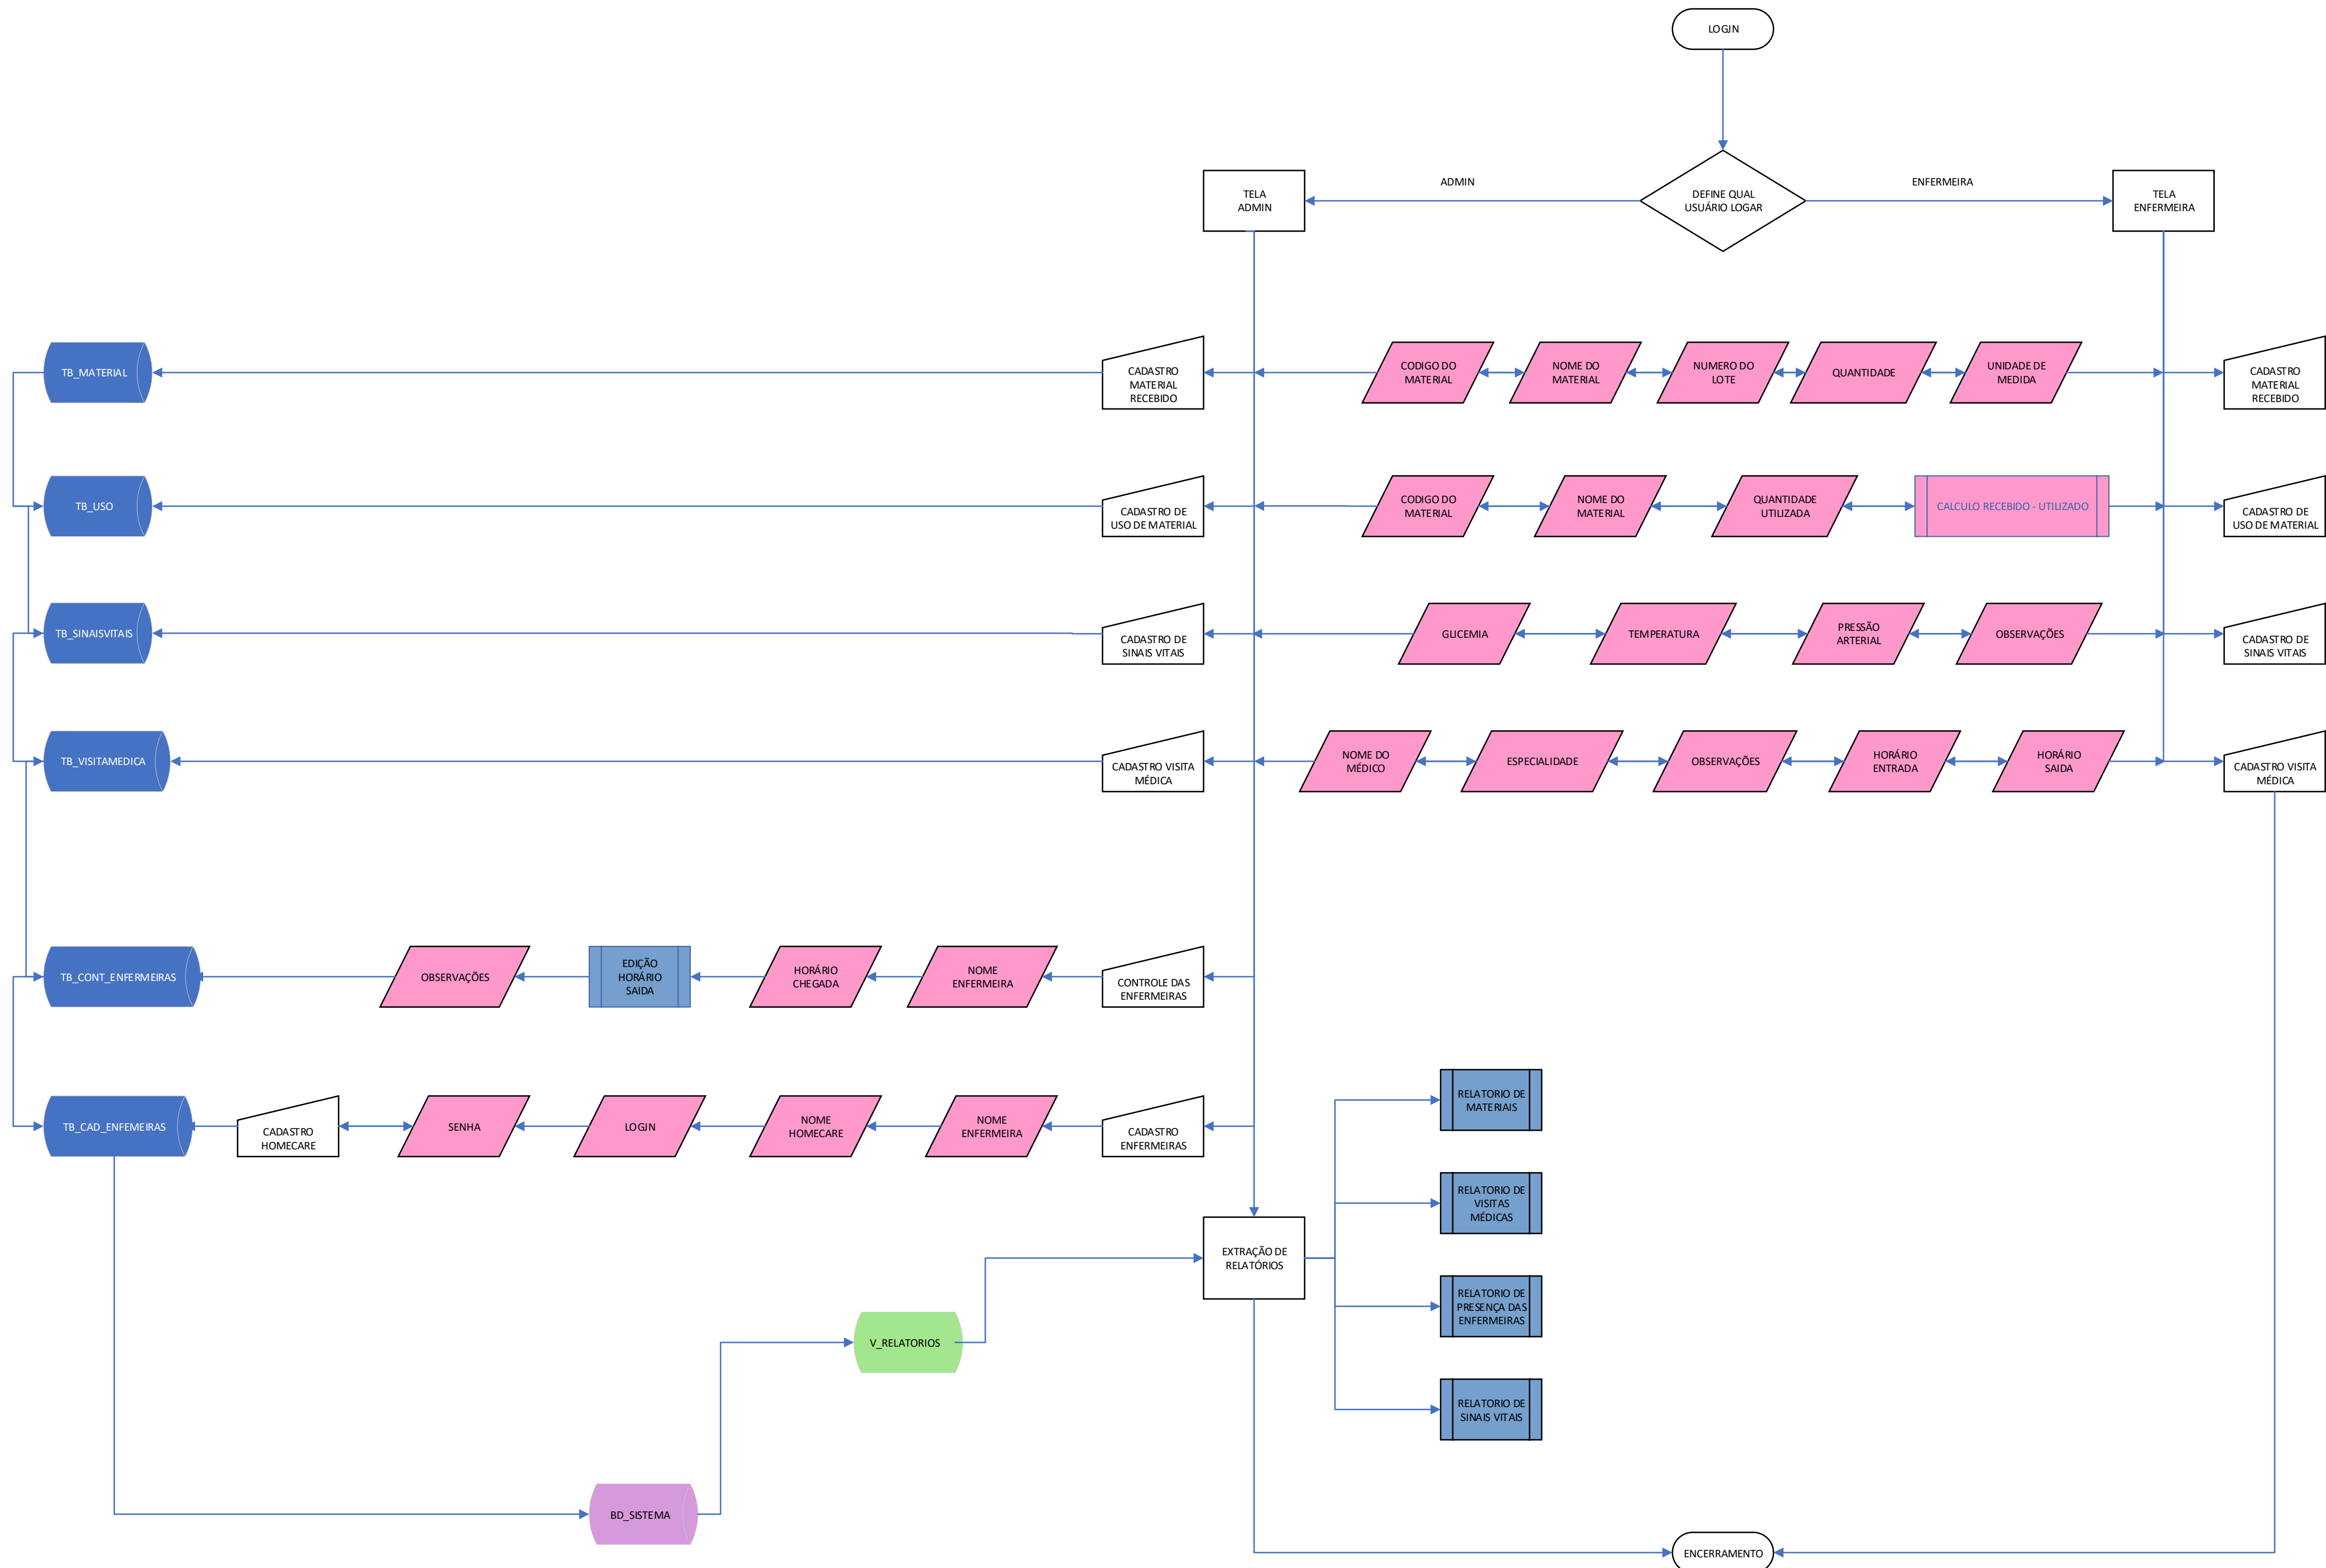 LOGIN
DEFINE QUAL
USUÁRIO LOGAR
ADMIN
ENFERMEIRA
TELA
ADMIN
TELA
ENFERMEIRA
TB_MATERIAL
CADASTRO
MATERIAL
RECEBIDO
CODIGO DO
MATERIAL
NOME DO
MATERIAL
NUMERO DO
LOTE
QUANTIDADE
UNIDADE DE
MEDIDA
CADASTRO
MATERIAL
RECEBIDO
TB_USO
CADASTRO DE
USO DE MATERIAL
CODIGO DO
MATERIAL
NOME DO
MATERIAL
QUANTIDADE
UTILIZADA
CALCULO RECEBIDO - UTILIZADO
CADASTRO DE
USO DE MATERIAL
TB_SINAISVITAIS
CADASTRO DE
SINAIS VITAIS
GLICEMIA
TEMPERATURA
PRESSÃO
ARTERIAL
OBSERVAÇÕES
CADASTRO DE
SINAIS VITAIS
TB_VISITAMEDICA
CADASTRO VISITA
MÉDICA
NOME DO
MÉDICO
ESPECIALIDADE
OBSERVAÇÕES
HORÁRIO
ENTRADA
HORÁRIO
SAIDA
CADASTRO VISITA
MÉDICA
TB_CONT_ENFERMEIRAS
OBSERVAÇÕES
EDIÇÃO
HORÁRIO
SAIDA
HORÁRIO
CHEGADA
NOME
ENFERMEIRA
CONTROLE DAS
ENFERMEIRAS
TB_CAD_ENFEMEIRAS
CADASTRO
HOMECARE
SENHA
LOGIN
NOME
HOMECARE
NOME
ENFERMEIRA
CADASTRO
ENFERMEIRAS
RELATORIO DE
MATERIAIS
RELATORIO DE
VISITAS
MÉDICAS
EXTRAÇÃO DE
RELATÓRIOS
RELATORIO DE
PRESENÇA DAS
ENFERMEIRAS
V_RELATORIOS
RELATORIO DE
SINAIS VITAIS
BD_SISTEMA
ENCERRAMENTO